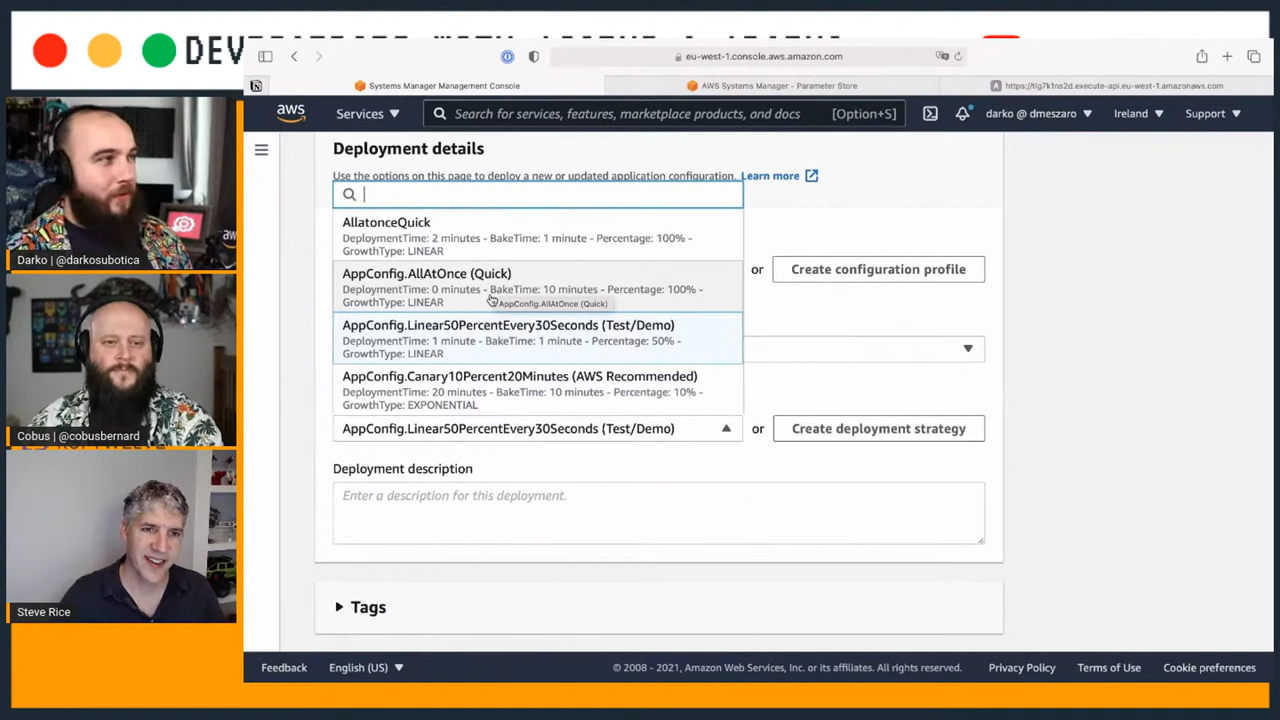 Darko | @darkosubotica
Cobus | @cobusbernard
Steve Rice
eu-west-1.console.aws.amazon.com
Systems Manager Management Console
AWS Systems Manager - Parameter Store
https://tig7k1ns2d.execute-api.eu-west-1.amazonaws.com
aws
Services
Search for services, features, marketplace products, and docs
[Option+S]
darko @ dmeszaro
Ireland
Support
Deployment details
Use the options on this page to deploy a new or updated application configuration. Learn more
AllatonceQuick
DeploymentTime: 2 minutes - BakeTime: 1 minute - Percentage: 100% -
GrowthType: LINEAR
AppConfig.AllAtOnce (Quick)
DeploymentTime: 0 minutes - BakeTime: 10 minutes - Percentage: 100% -
GrowthType: LINEAR
AppConfig.AllAtOnce (Quick)
or
Create configuration profile
AppConfig.Linear50PercentEvery30Seconds (Test/Demo)
DeploymentTime: 1 minute - BakeTime: 1 minute - Percentage: 50% -
GrowthType: LINEAR
AppConfig.Canary10Percent20Minutes (AWS Recommended)
DeploymentTime: 20 minutes - BakeTime: 10 minutes - Percentage: 10% -
GrowthType: EXPONENTIAL
AppConfig.Linear50PercentEvery30Seconds (Test/Demo)
or
Create deployment strategy
Deployment description
Enter a description for this deployment.
Tags
Feedback
English (US)
© 2008 - 2021, Amazon Web Services, Inc. or its affiliates. All rights reserved.
Privacy Policy
Terms of Use
Cookie preferences